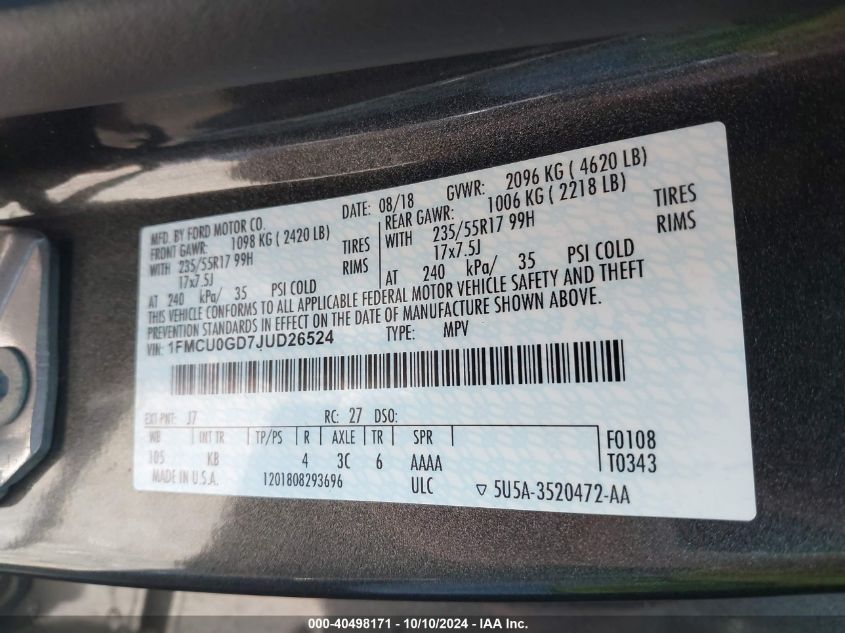 MFD. BY FORD MOTOR CO. DATE: 08/18 GVWR: 2096 KG ( 4620 LB)
FRONT GAWR: 1098 KG ( 2420 LB) REAR GAWR: 1006 KG ( 2218 LB)
WITH 235/55R17 99H TIRES WITH 235/55R17 99H TIRES
17x7.5J RIMS 17x7.5J RIMS
AT 240 kPa/ 35 PSI COLD AT 240 kPa/ 35 PSI COLD
THIS VEHICLE CONFORMS TO ALL APPLICABLE FEDERAL MOTOR VEHICLE SAFETY AND THEFT
PREVENTION STANDARDS IN EFFECT ON THE DATE OF MANUFACTURE SHOWN ABOVE.
VIN: 1FMCU0GD7JUD26524 TYPE: MPV
EXT PNT: J7 RC: 27 DSO:
WB INT TR TP/PS R AXLE TR SPR F0108
105 KB 4 3C 6 AAAA T0343
MADE IN U.S.A. 1201808293696 ULC ▽ 5U5A-3520472-AA
000-40498171 - 10/10/2024 - IAA Inc.